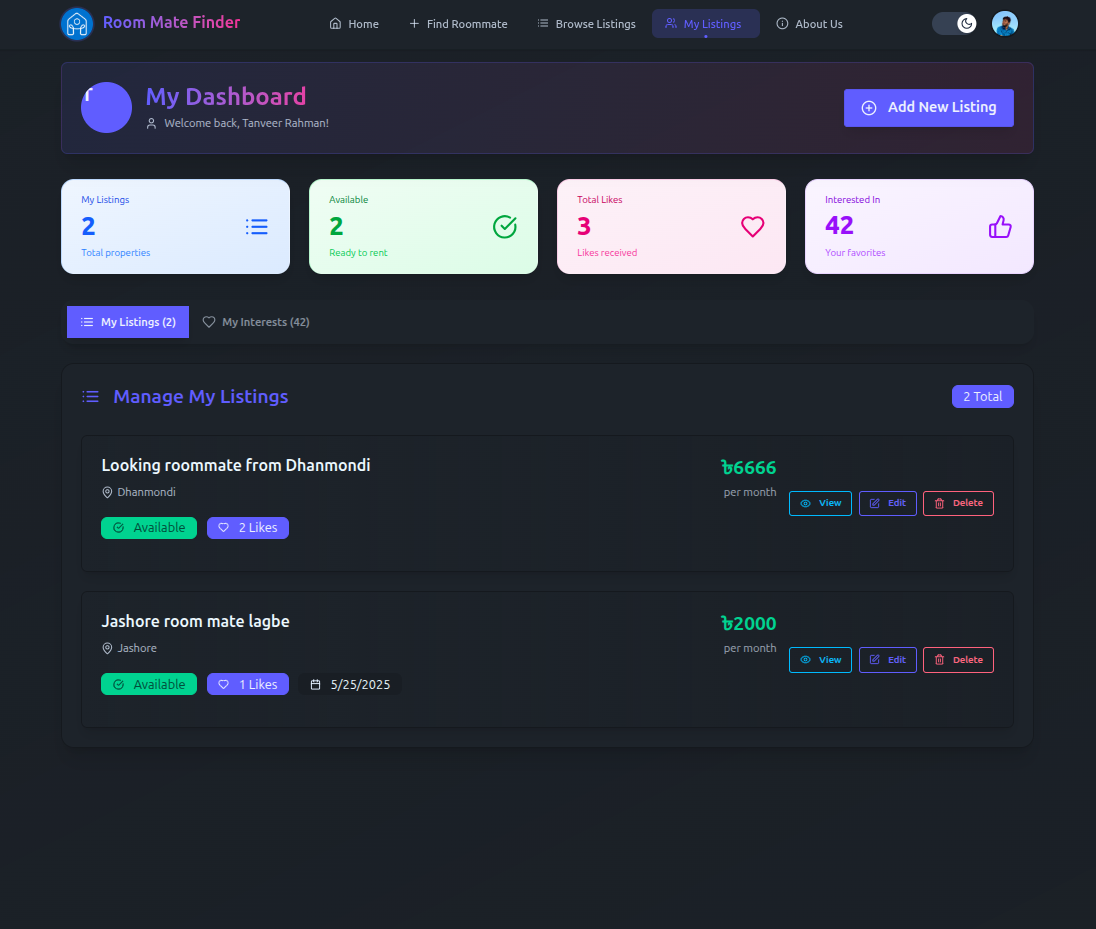 Room Mate Finder
Home
Find Roommate
Browse Listings
My Listings
About Us
r
My Dashboard
Welcome back, Tanveer Rahman!
Add New Listing
My Listings
2
Total properties
Available
2
Ready to rent
Total Likes
3
Likes received
Interested In
42
Your favorites
My Listings (2)
My Interests (42)
Manage My Listings
2 Total
Looking roommate from Dhanmondi
Dhanmondi
Available
2 Likes
৳6666
per month
View
Edit
Delete
Jashore room mate lagbe
Jashore
Available
1 Likes
5/25/2025
৳2000
per month
View
Edit
Delete